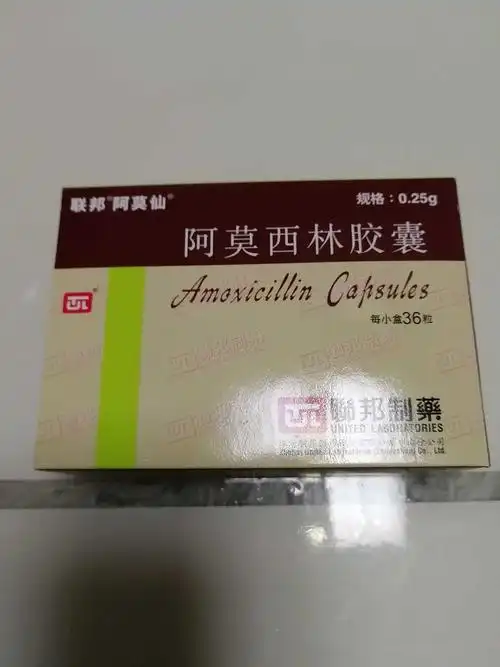 联邦®阿莫仙®
规格：0.25g
阿莫西林胶囊
Amoxicillin Capsules
每小盒36粒
聯邦制藥
UNITED LABORATORIES